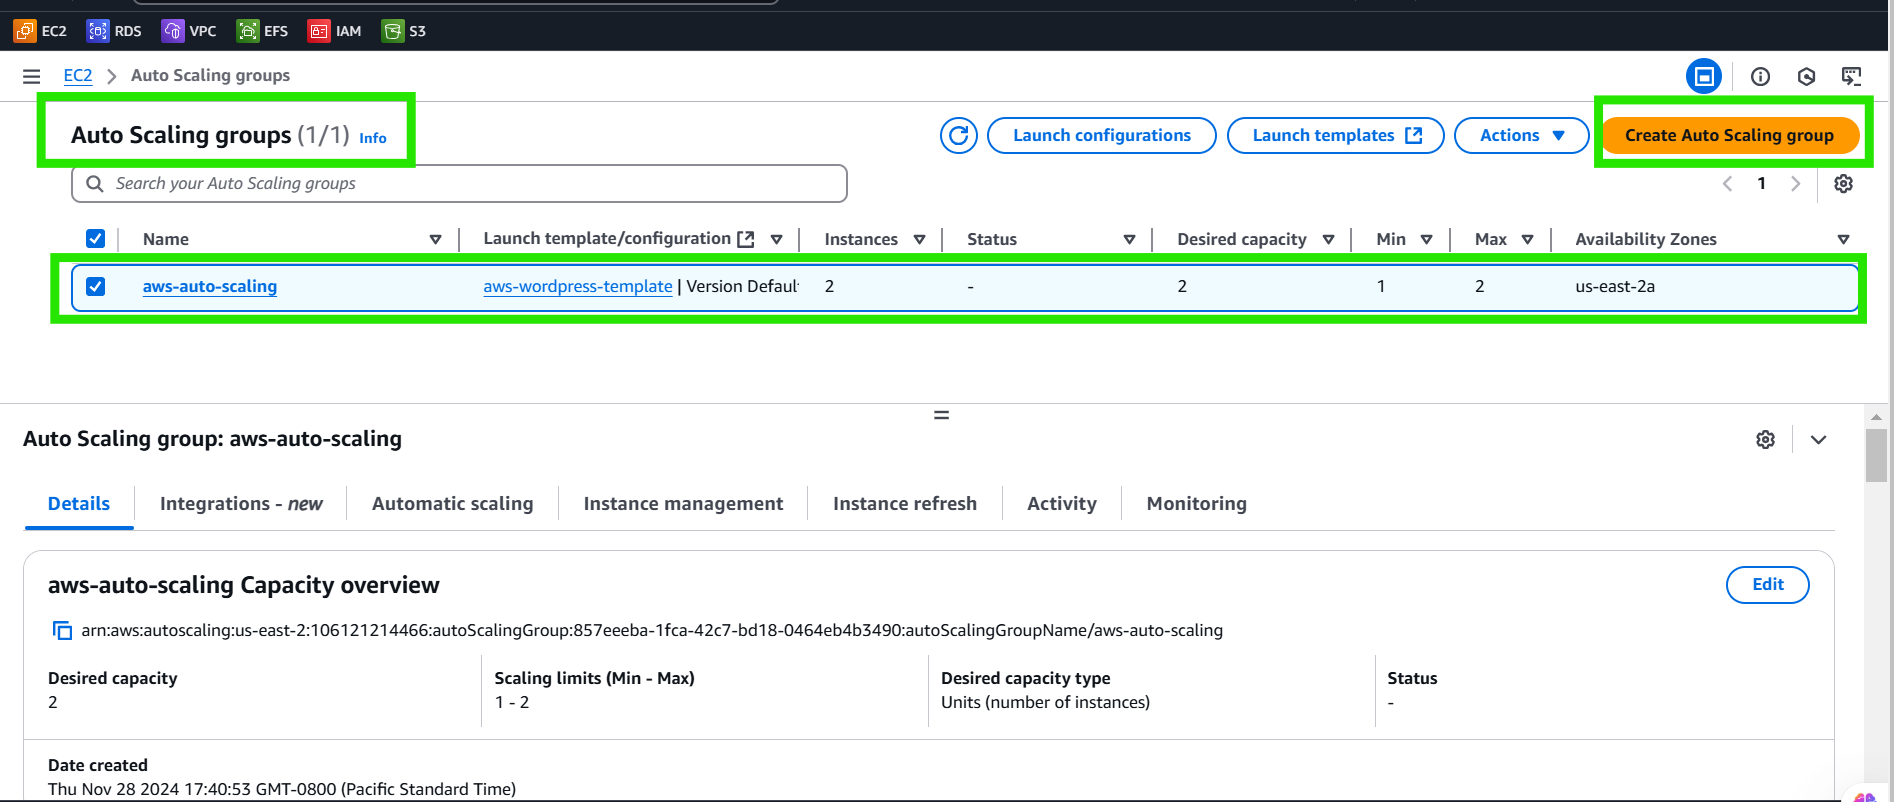 EC2 RDS VPC EFS IAM S3
EC2 > Auto Scaling groups
Auto Scaling groups (1/1) Info
Launch configurations Launch templates Actions Create Auto Scaling group
Search your Auto Scaling groups
1
Name Launch template/configuration Instances Status Desired capacity Min Max Availability Zones
aws-auto-scaling aws-wordpress-template | Version Defaul 2 - 2 1 2 us-east-2a
Auto Scaling group: aws-auto-scaling
Details Integrations - new Automatic scaling Instance management Instance refresh Activity Monitoring
aws-auto-scaling Capacity overview Edit
arn:aws:autoscaling:us-east-2:106121214466:autoScalingGroup:857eeeba-1fca-42c7-bd18-0464eb4b3490:autoScalingGroupName/aws-auto-scaling
Desired capacity Scaling limits (Min - Max) Desired capacity type Status
2 1 - 2 Units (number of instances) -
Date created
Thu Nov 28 2024 17:40:53 GMT-0800 (Pacific Standard Time)